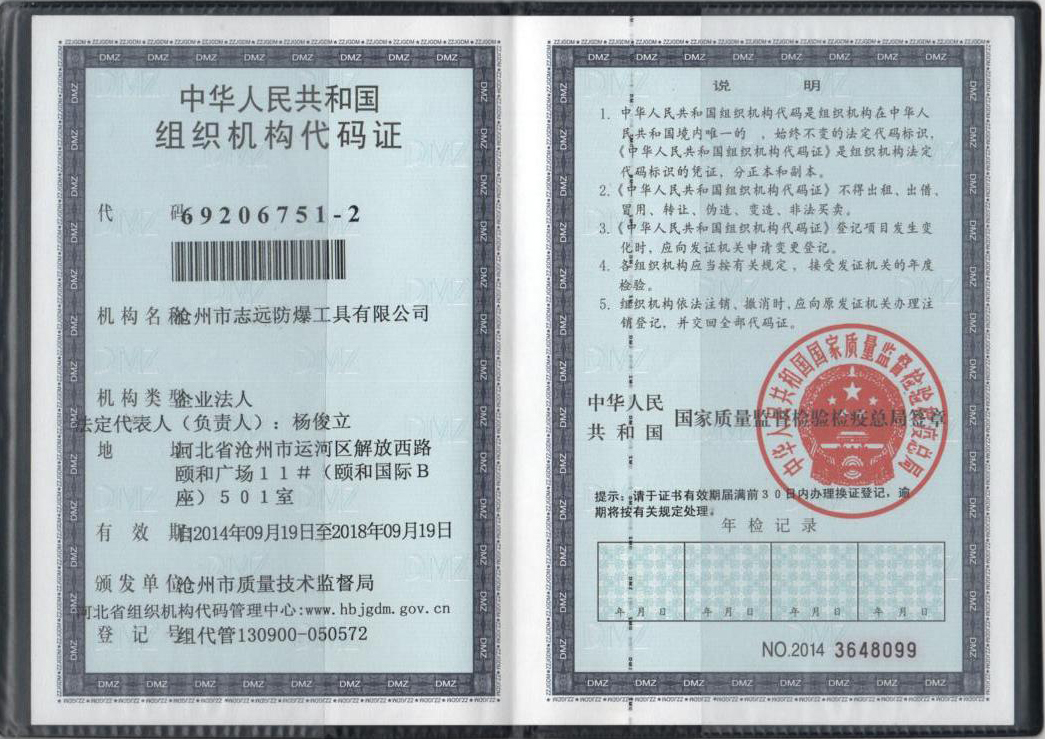 中华人民共和国
组织机构代码证
代 码 69206751-2
机构名称 沧州市志远防爆工具有限公司
机构类型 企业法人
法定代表人（负责人）：杨俊立
地 址 河北省沧州市运河区解放西路
颐和广场11＃（颐和国际B
座）501室
有效期 自2014年09月19日至2018年09月19日
颁发单位 沧州市质量技术监督局
河北省组织机构代码管理中心:www.hbjgdm.gov.cn
登记号 组代管130900-050572
说 明
1. 中华人民共和国组织机构代码是组织机构在中华人
民共和国境内唯一的 ，始终不变的法定代码标识，
《中华人民共和国组织机构代码证》是组织机构法定
代码标识的凭证，分正本和副本。
2.《中华人民共和国组织机构代码证》不得出租、出借、
冒用、转让、伪造、变造、非法买卖。
3.《中华人民共和国组织机构代码证》登记项目发生变
化时，应向发证机关申请变更登记。
4. 各组织机构应当按有关规定 ，接受发证机关的年度
检验。
5. 组织机构依法注销、撤消时，应向原发证机关办理注
销登记，并交回全部代码证。
中华人民
共和国 国家质量监督检验检疫总局签章
中华人民共和国国家质量监督检验检疫总局
提示：请于证书有效期届满前30日内办理换证登记，逾
期将按有关规定处理。
年检记录
年 月 日 年 月 日 年 月 日 年 月 日
NO.2014 3648099